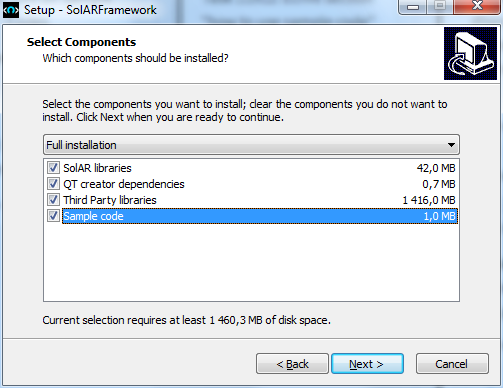 Setup - SolARFramework
Select Components
Which components should be installed?
Select the components you want to install; clear the components you do not want to
install. Click Next when you are ready to continue.
Full installation
SolAR libraries 42,0 MB
QT creator dependencies 0,7 MB
Third Party libraries 1 416,0 MB
Sample code 1,0 MB
Current selection requires at least 1 460,3 MB of disk space.
< Back
Next >
Cancel